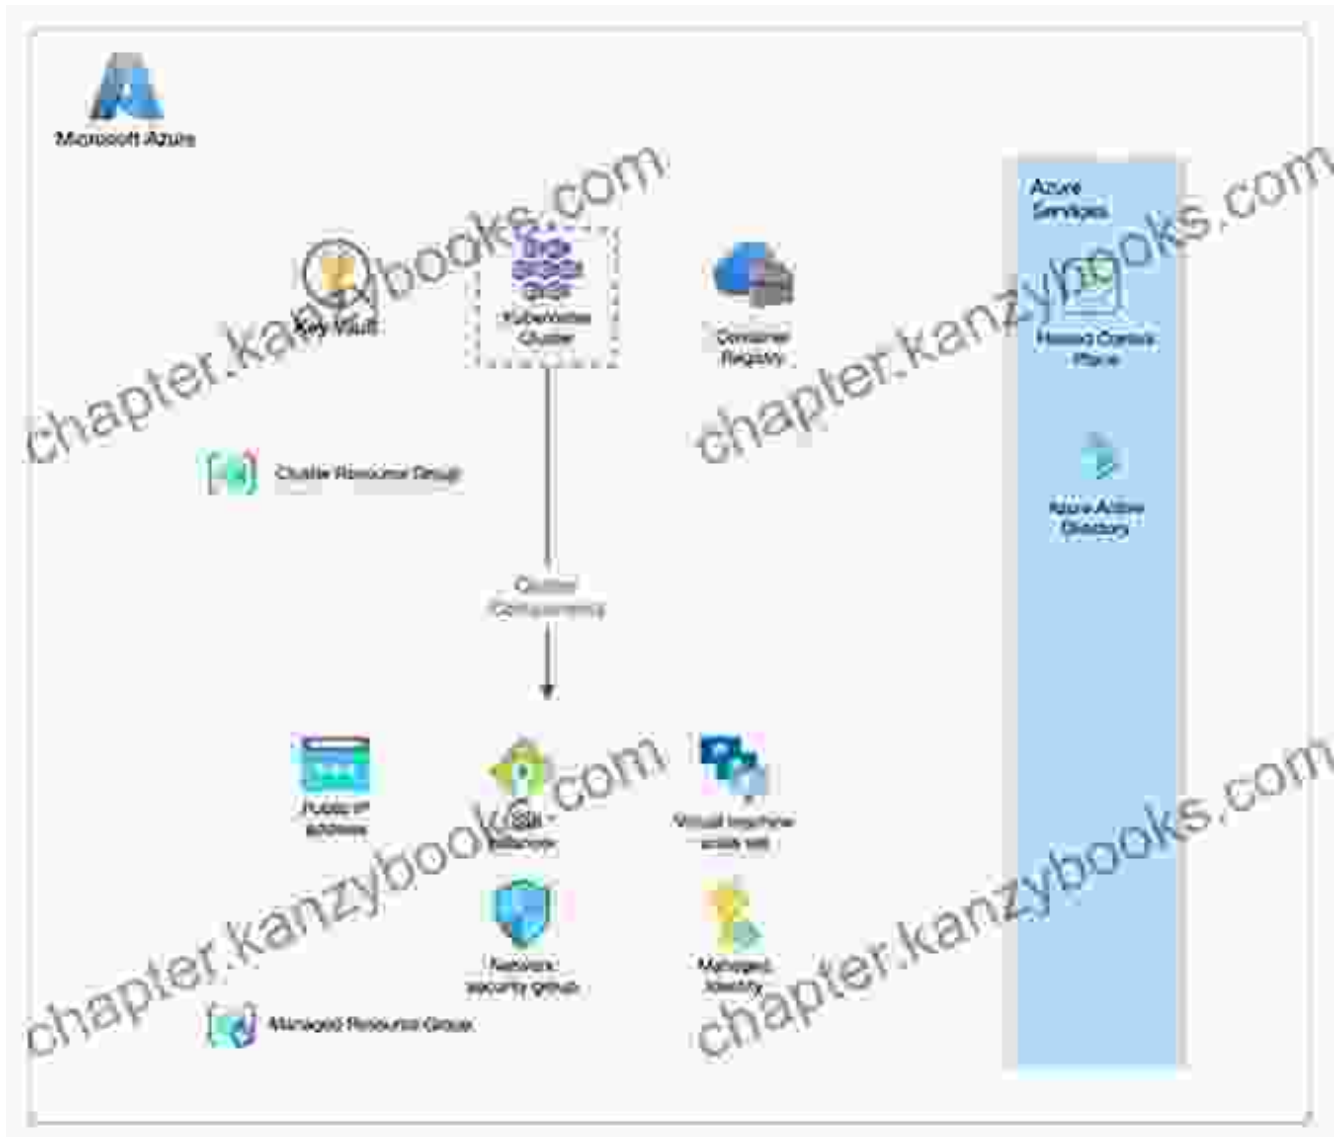 Microsoft Azure
Azure
Services
Key Vault
Kubernetes
Cluster
Container
Registry
Hosted Control
Plane
Cluster Resource Group
Azure Active
Directory
Cluster
Components
Public IP
address
Load
balancer
Virtual machine
scale set
Network
security group
Managed
Identity
Managed Resource Group
chapter.kanzybooks.com
chapter.kanzybooks.com
chapter.kanzybooks.com
chapter.kanzybooks.com